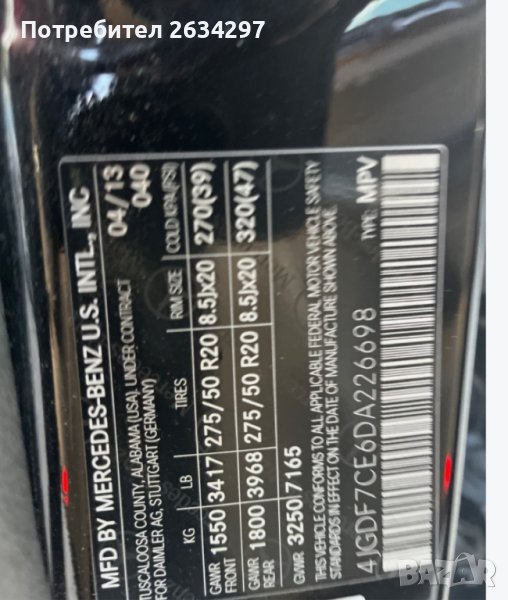 Потребител 2634297
MFD BY MERCEDES-BENZ U.S. INTL., INC
TUSCALOOSA COUNTY, ALABAMA (USA), UNDER CONTRACT 04/13
FOR DAIMLER AG, STUTTGART (GERMANY) 040
KG LB TIRES RIM SIZE COLD KPA/(PSI)
GAWR FRONT 1550 3417 275/50 R20 8.5Jx20 270(39)
GAWR REAR 1800 3968 275/50 R20 8.5Jx20 320(47)
GVWR 3250 7165
THIS VEHICLE CONFORMS TO ALL APPLICABLE FEDERAL MOTOR VEHICLE SAFETY
STANDARDS IN EFFECT ON THE DATE OF MANUFACTURE SHOWN ABOVE.
4JGDF7CE6DA226698 TYPE: MPV
Bazar